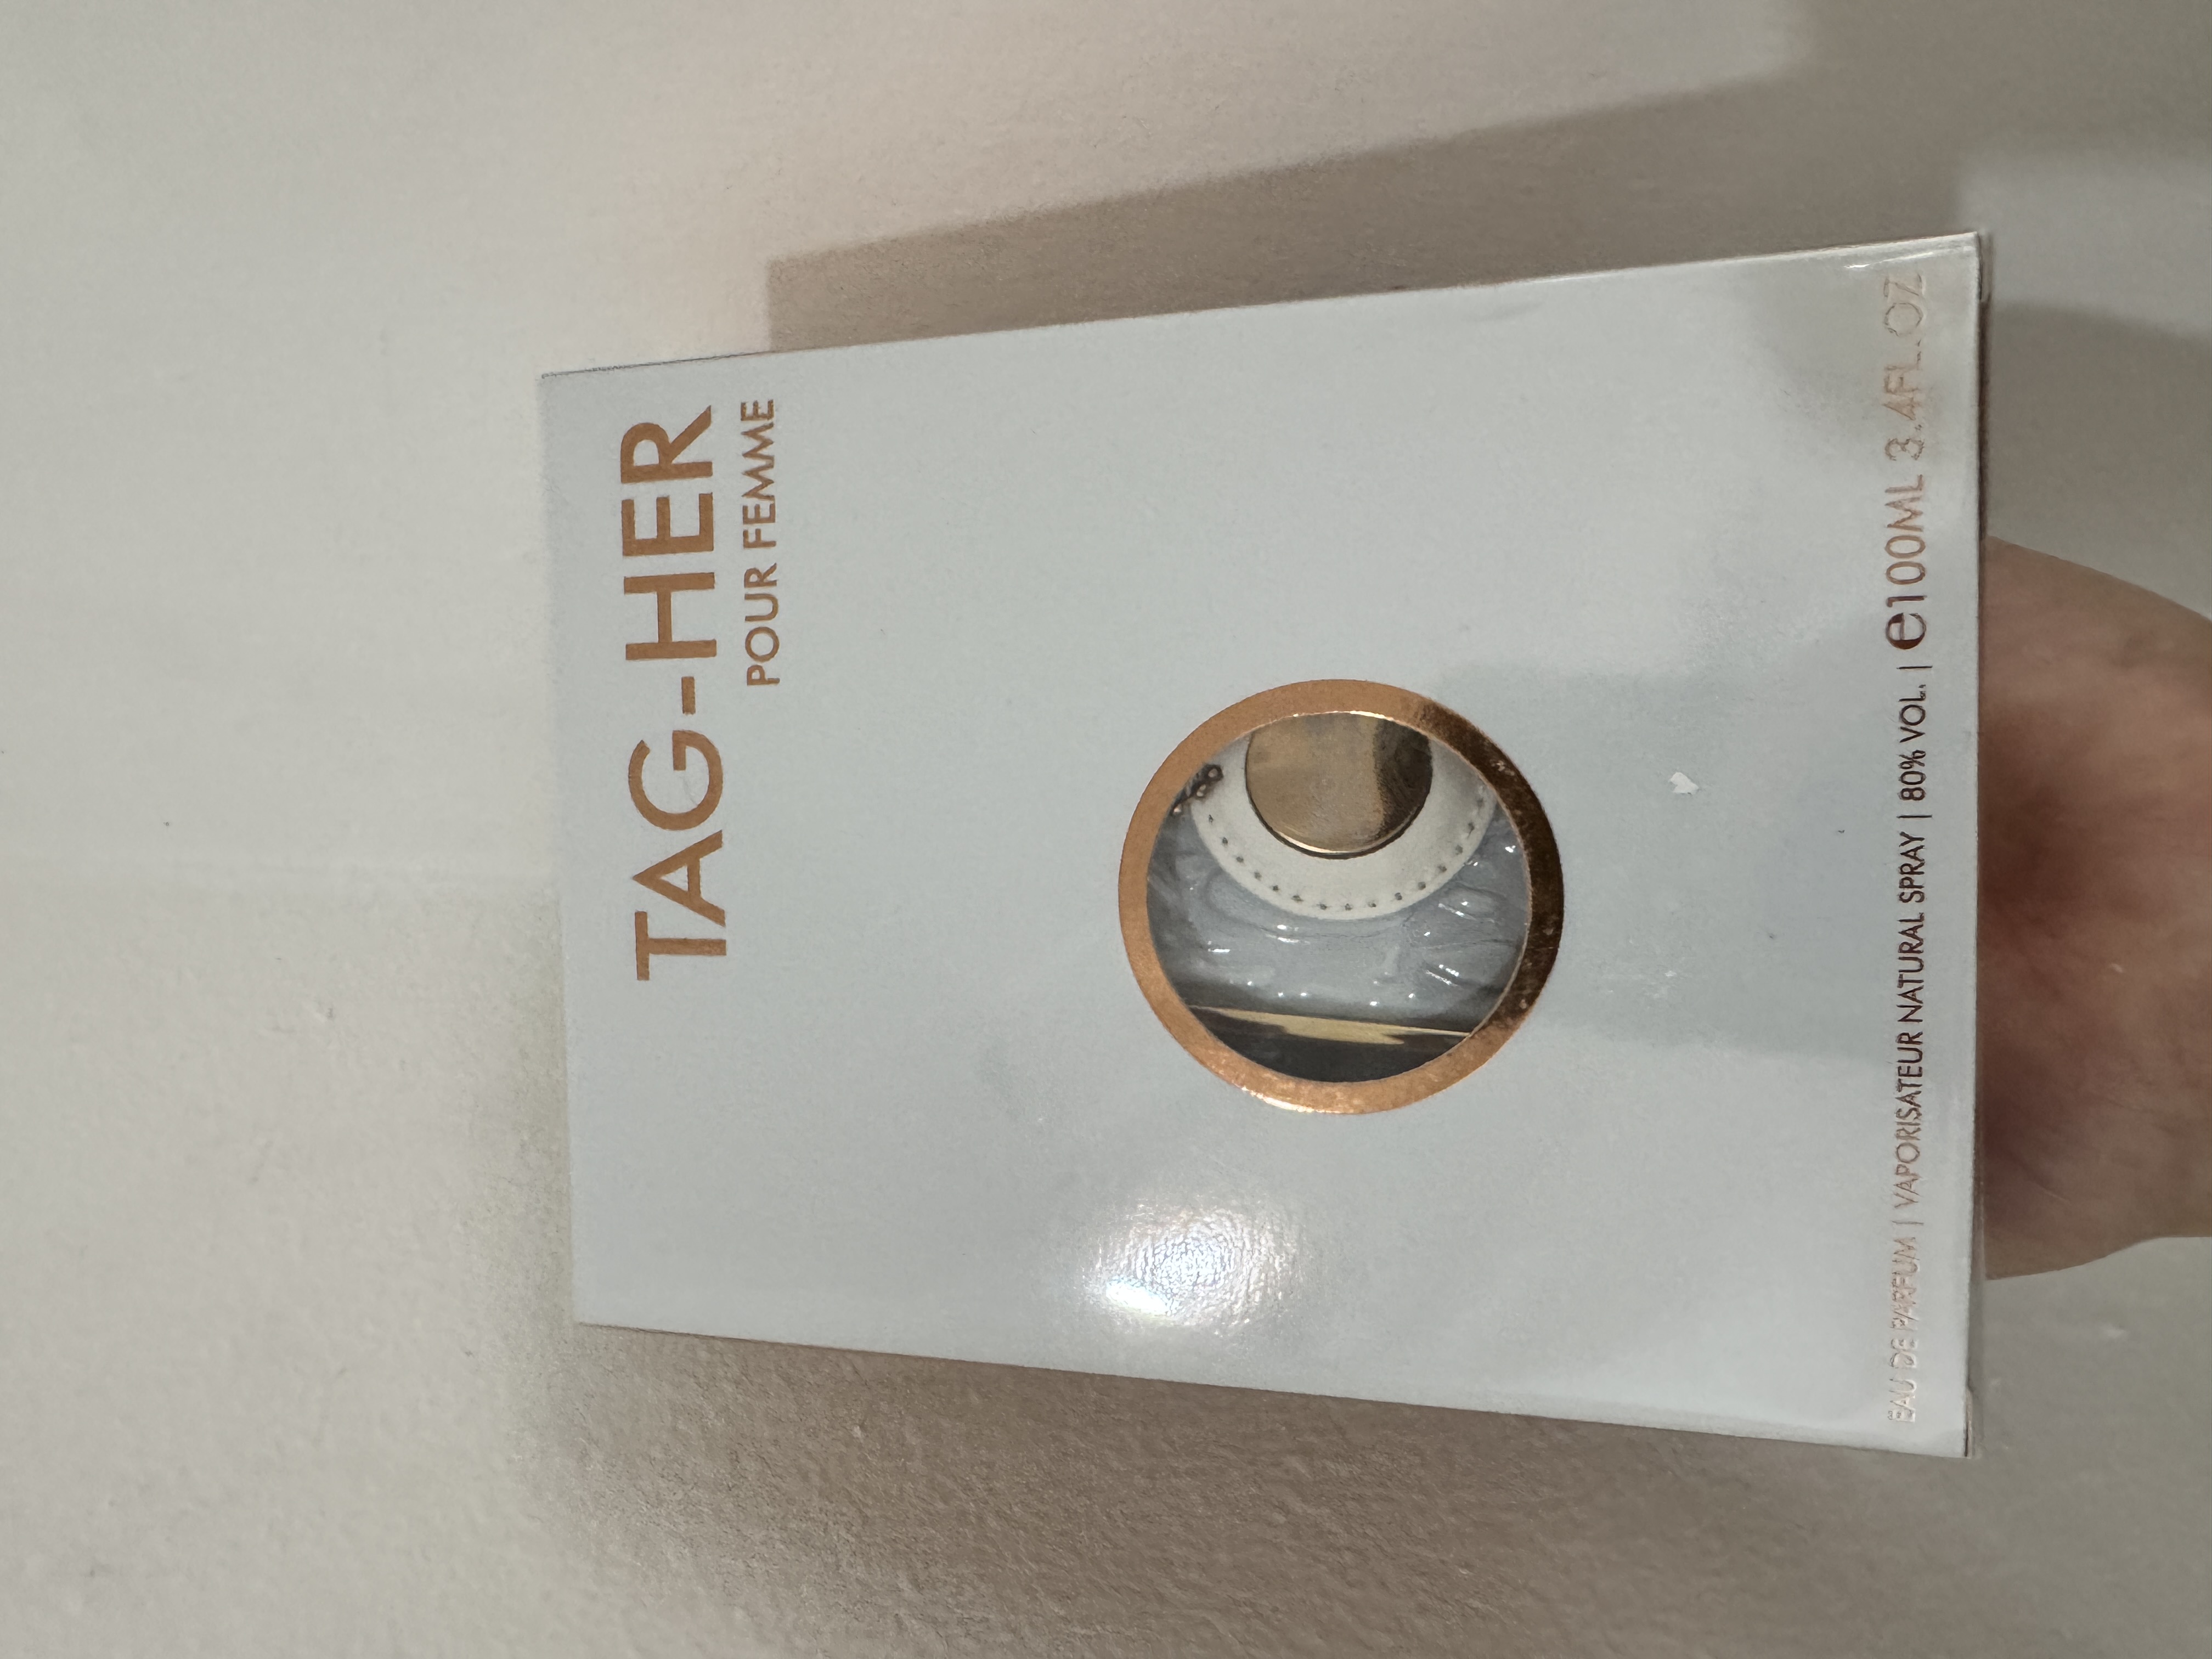 TAG-HER
POUR FEMME
EAU DE PARFUM | VAPORISATEUR NATURAL SPRAY | 80% VOL. | ℮100ML 3.4FL.OZ